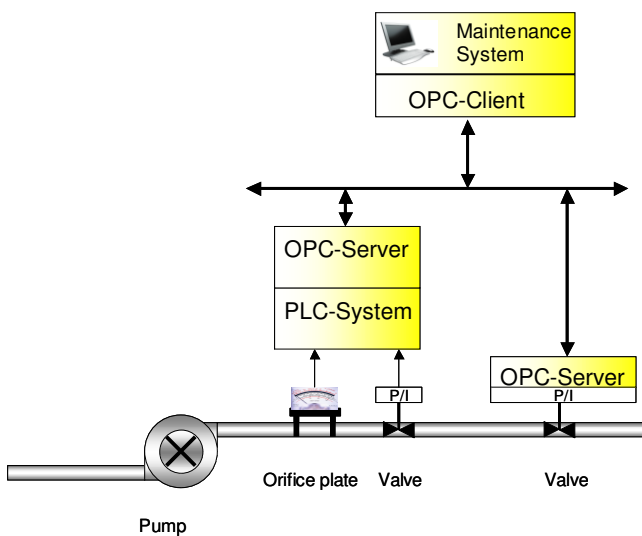 Maintenance
System
OPC-Client
OPC-Server
PLC-System
P/I
OPC-Server
P/I
Orifice plate
Valve
Valve
Pump